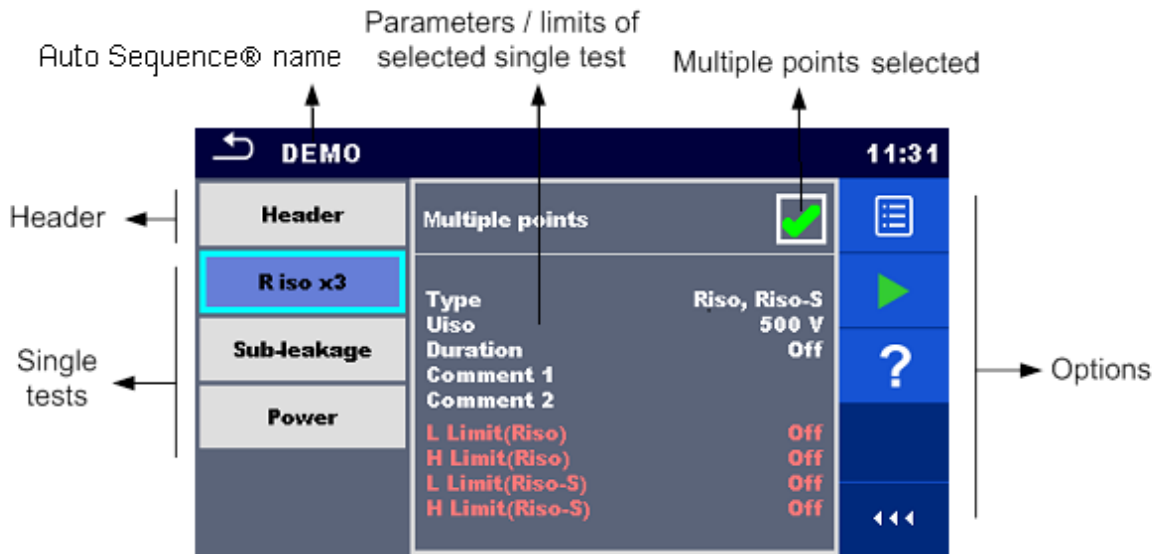 Parameters / limits of
selected single test
Auto Sequence® name
Multiple points selected
DEMO
11:31
Header
Header
Multiple points
R iso x3
Type Riso, Riso-S
Uiso 500 V
Duration Off
Comment 1
Comment 2
L Limit(Riso) Off
H Limit(Riso) Off
L Limit(Riso-S) Off
H Limit(Riso-S) Off
Sub-leakage
Power
Single
tests
?
Options